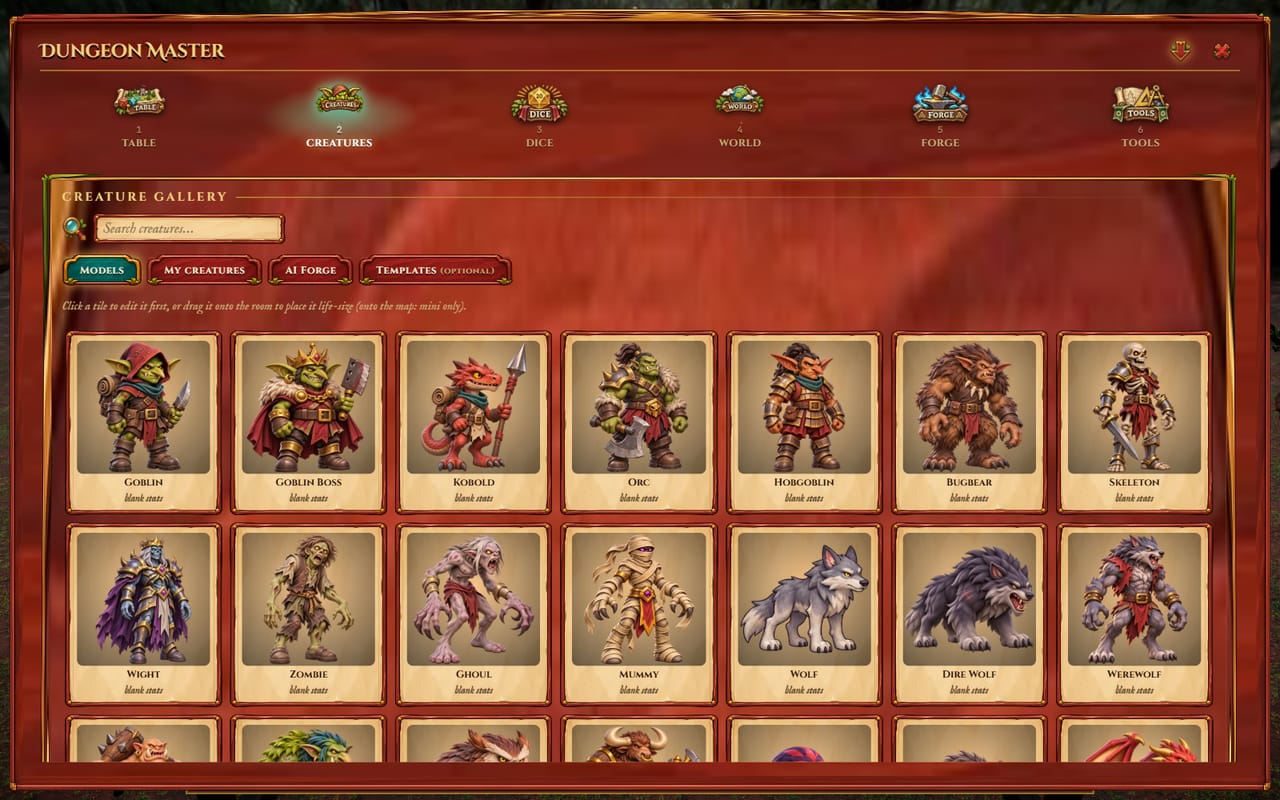 DUNGEON MASTER
TABLE
CREATURES
20
DICE
WORLD
FORGE
TOOLS
1
2
3
4
5
6
TABLE
CREATURES
DICE
WORLD
FORGE
TOOLS
CREATURE GALLERY
Search creatures...
MODELS
MY CREATURES
AI FORGE
TEMPLATES (OPTIONAL)
Click a tile to edit it first, or drag it onto the room to place it life-size (onto the map: mini only).
GOBLIN
GOBLIN BOSS
KOBOLD
ORC
HOBGOBLIN
BUGBEAR
SKELETON
blank stats
blank stats
blank stats
blank stats
blank stats
blank stats
blank stats
WIGHT
ZOMBIE
GHOUL
MUMMY
WOLF
DIRE WOLF
WEREWOLF
blank stats
blank stats
blank stats
blank stats
blank stats
blank stats
blank stats